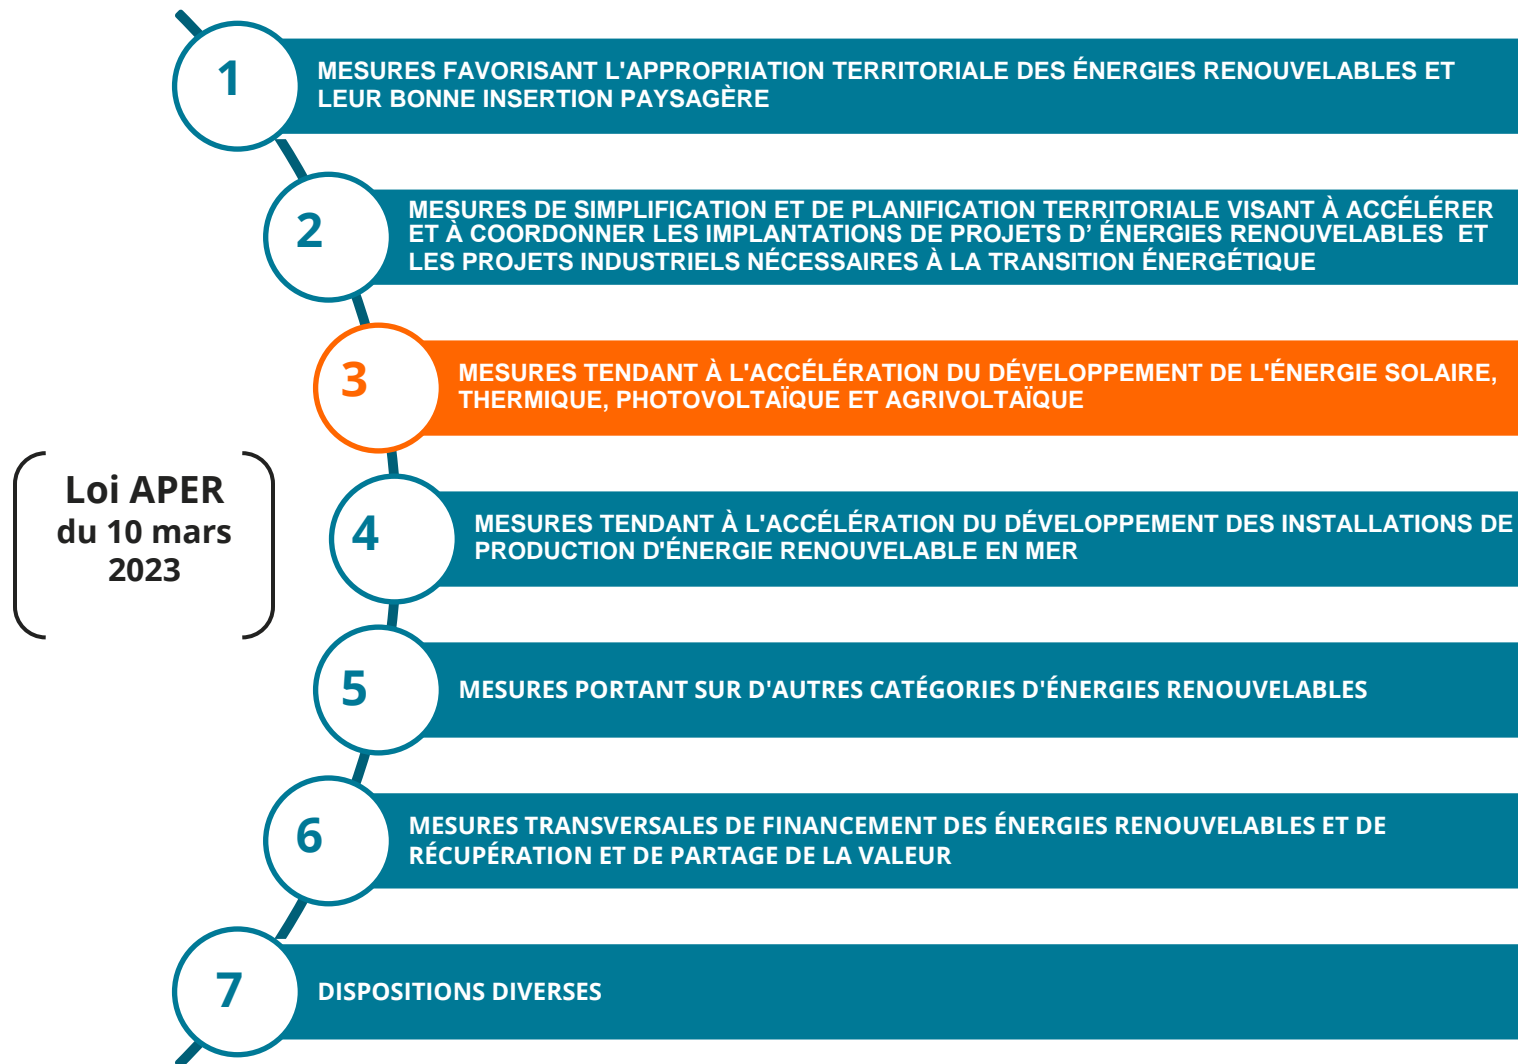 1
MESURES FAVORISANT L'APPROPRIATION TERRITORIALE DES ÉNERGIES RENOUVELABLES ET
LEUR BONNE INSERTION PAYSAGÈRE
2
MESURES DE SIMPLIFICATION ET DE PLANIFICATION TERRITORIALE VISANT À ACCÉLÉRER
ET À COORDONNER LES IMPLANTATIONS DE PROJETS D’ ÉNERGIES RENOUVELABLES ET
LES PROJETS INDUSTRIELS NÉCESSAIRES À LA TRANSITION ÉNERGÉTIQUE
3
MESURES TENDANT À L'ACCÉLÉRATION DU DÉVELOPPEMENT DE L'ÉNERGIE SOLAIRE,
THERMIQUE, PHOTOVOLTAÏQUE ET AGRIVOLTAÏQUE
Loi APER
du 10 mars
2023
4
MESURES TENDANT À L'ACCÉLÉRATION DU DÉVELOPPEMENT DES INSTALLATIONS DE
PRODUCTION D'ÉNERGIE RENOUVELABLE EN MER
5
MESURES PORTANT SUR D'AUTRES CATÉGORIES D'ÉNERGIES RENOUVELABLES
6
MESURES TRANSVERSALES DE FINANCEMENT DES ÉNERGIES RENOUVELABLES ET DE
RÉCUPÉRATION ET DE PARTAGE DE LA VALEUR
7
DISPOSITIONS DIVERSES